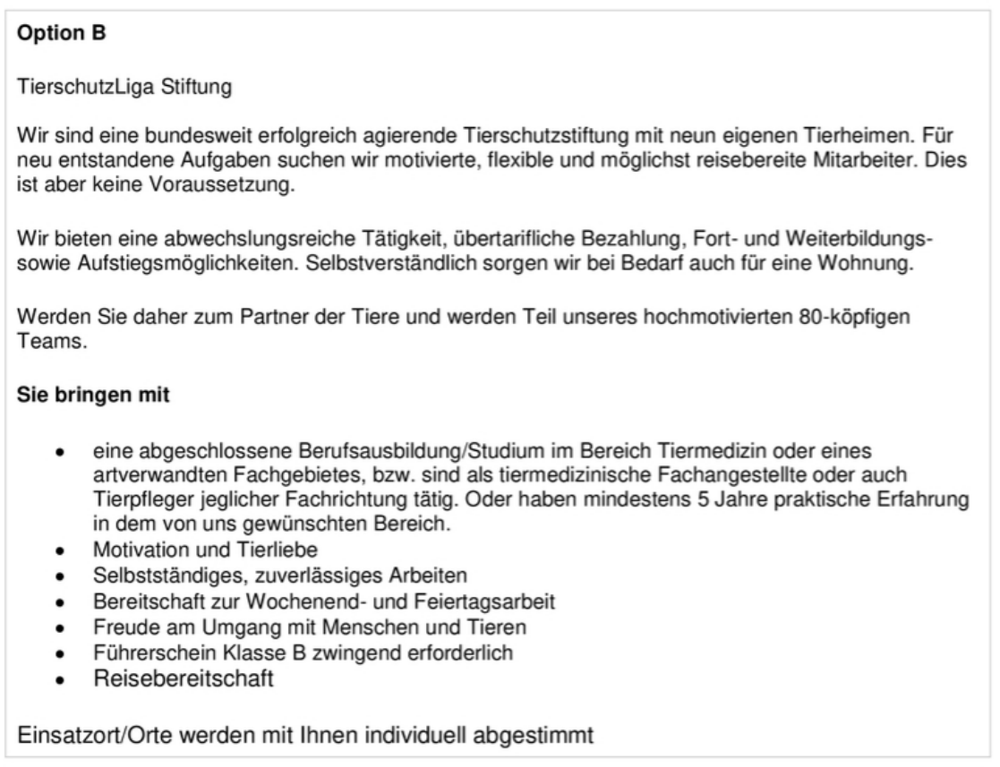 Option B
TierschutzLiga Stiftung
Wir sind eine bundesweit erfolgreich agierende Tierschutzstiftung mit neun eigenen Tierheimen. Für
neu entstandene Aufgaben suchen wir motivierte, flexible und möglichst reisebereite Mitarbeiter. Dies
ist aber keine Voraussetzung.
Wir bieten eine abwechslungsreiche Tätigkeit, übertarifliche Bezahlung, Fort- und Weiterbildungs-
sowie Aufstiegsmöglichkeiten. Selbstverständlich sorgen wir bei Bedarf auch für eine Wohnung.
Werden Sie daher zum Partner der Tiere und werden Teil unseres hochmotivierten 80-köpfigen
Teams.
Sie bringen mit
• eine abgeschlossene Berufsausbildung/Studium im Bereich Tiermedizin oder eines
artverwandten Fachgebietes, bzw. sind als tiermedizinische Fachangestellte oder auch
Tierpfleger jeglicher Fachrichtung tätig. Oder haben mindestens 5 Jahre praktische Erfahrung
in dem von uns gewünschten Bereich.
• Motivation und Tierliebe
• Selbstständiges, zuverlässiges Arbeiten
• Bereitschaft zur Wochenend- und Feiertagsarbeit
• Freude am Umgang mit Menschen und Tieren
• Führerschein Klasse B zwingend erforderlich
• Reisebereitschaft
Einsatzort/Orte werden mit Ihnen individuell abgestimmt